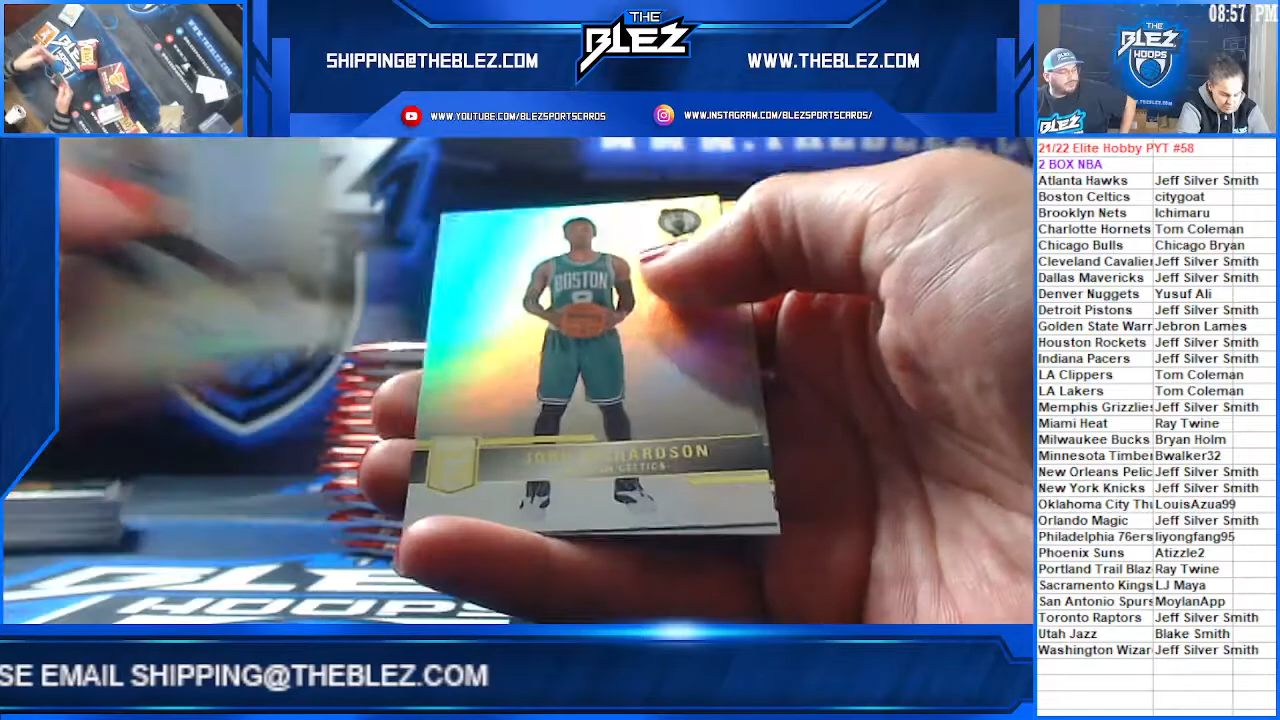 THE
BLEZ
SHIPPING@THEBLEZ.COM
WWW.THEBLEZ.COM
WWW.YOUTUBE.COM/BLEZSPORTSCARDS
WWW.INSTAGRAM.COM/BLEZSPORTSCARDS/
08:57 PM
THE
BLEZ
HOOPS
BLEZ
21/22 Elite Hobby PYT #58
2 BOX NBA
Atlanta Hawks Jeff Silver Smith
Boston Celtics citygoat
Brooklyn Nets Ichimaru
Charlotte Hornets Tom Coleman
Chicago Bulls Chicago Bryan
Cleveland Cavalier Jeff Silver Smith
Dallas Mavericks Jeff Silver Smith
Denver Nuggets Yusuf Ali
Detroit Pistons Jeff Silver Smith
Golden State Warr Jebron Lames
Houston Rockets Jeff Silver Smith
Indiana Pacers Jeff Silver Smith
LA Clippers Tom Coleman
LA Lakers Tom Coleman
Memphis Grizzlies Jeff Silver Smith
Miami Heat Ray Twine
Milwaukee Bucks Bryan Holm
Minnesota Timber Bwalker32
New Orleans Pelic Jeff Silver Smith
New York Knicks Jeff Silver Smith
Oklahoma City Thu LouisAzua99
Orlando Magic Jeff Silver Smith
Philadelphia 76ers liyongfang95
Phoenix Suns Atizzle2
Portland Trail Blaz Ray Twine
Sacramento Kings LJ Maya
San Antonio Spurs MoylanApp
Toronto Raptors Jeff Silver Smith
Utah Jazz Blake Smith
Washington Wizar Jeff Silver Smith
BOSTON
RICHARDSON
CELTICS
HOOPS
SE EMAIL SHIPPING@THEBLEZ.COM